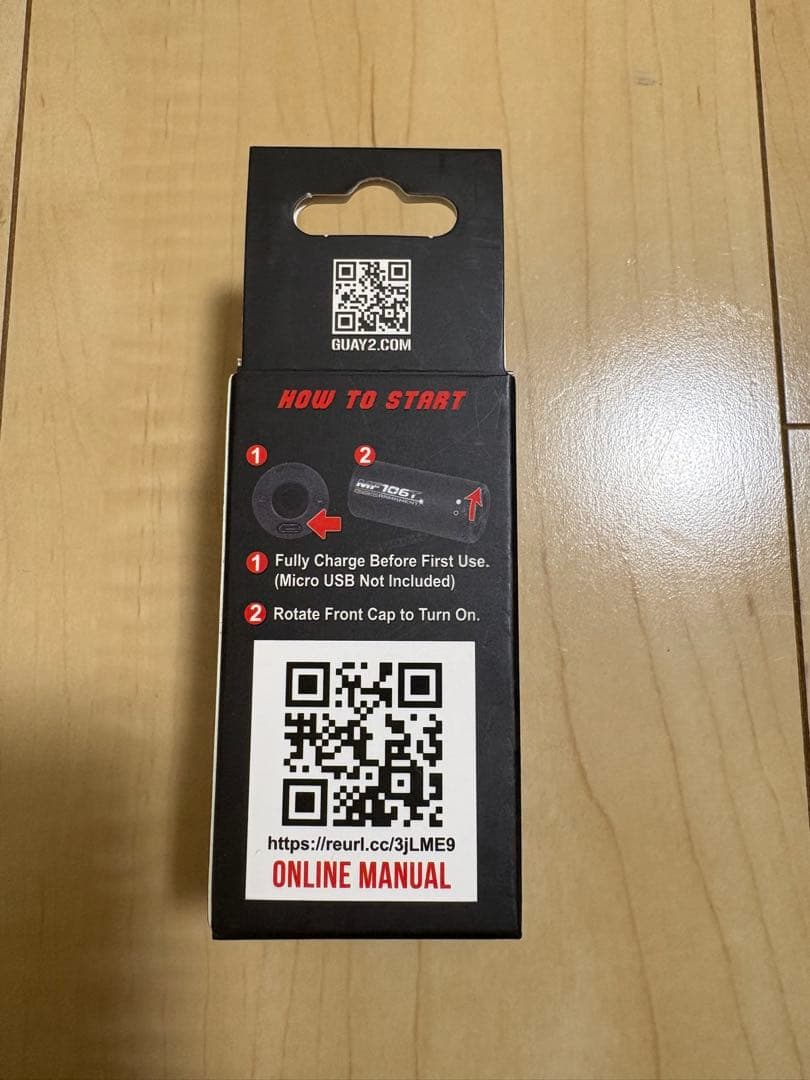 GUAY2.COM
HOW TO START
1
2
1 Fully Charge Before First Use.
(Micro USB Not Included)
2 Rotate Front Cap to Turn On.
https://reurl.cc/3jLME9
ONLINE MANUAL